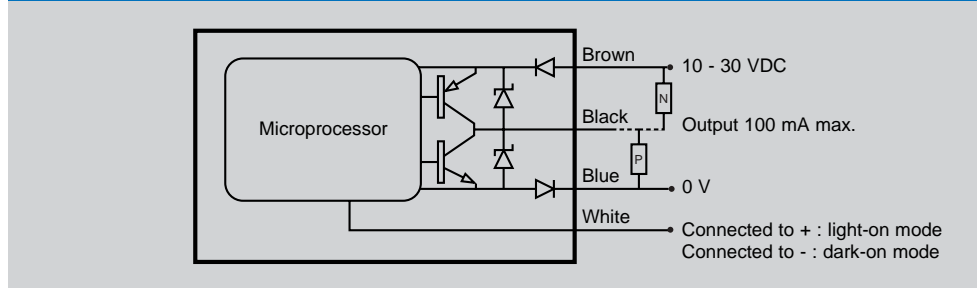 Brown
10 - 30 VDC
N
Black
Microprocessor
Output 100 mA max.
P
Blue
0 V
White
Connected to + : light-on mode
Connected to - : dark-on mode